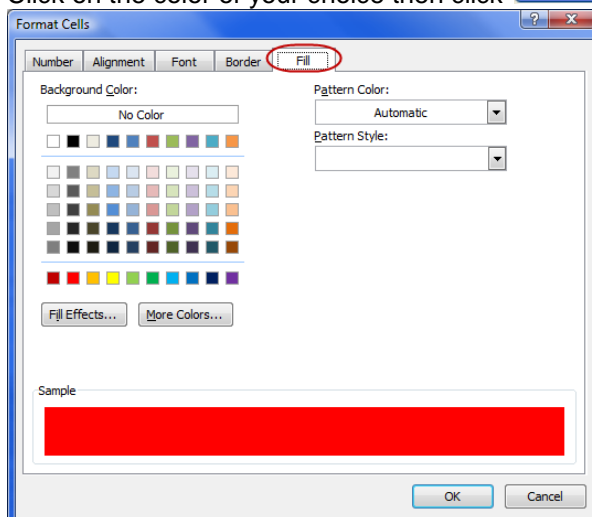 Click on the color of your choice then click
Format Cells
Number Alignment Font Border Fill
Background Color:
No Color
Fill Effects... More Colors...
Pattern Color:
Automatic
Pattern Style:
Sample
OK Cancel